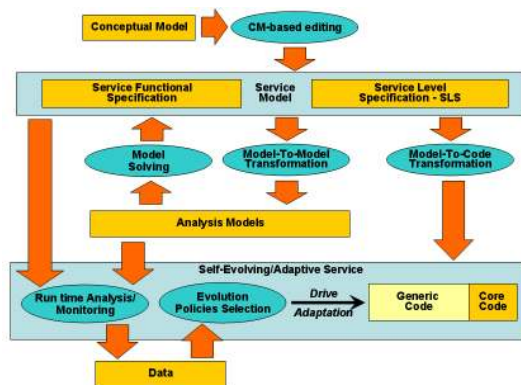 Conceptual Model
CM-based editing
Service Functional
Specification
Service
Model
Service Level
Specification - SLS
Model
Solving
Model-To-Model
Transformation
Model-To-Code
Transformation
Analysis Models
Self-Evolving/Adaptive Service
Run time Analysis/
Monitoring
Evolution
Policies Selection
Drive
Adaptation
Generic
Code
Core
Code
Data